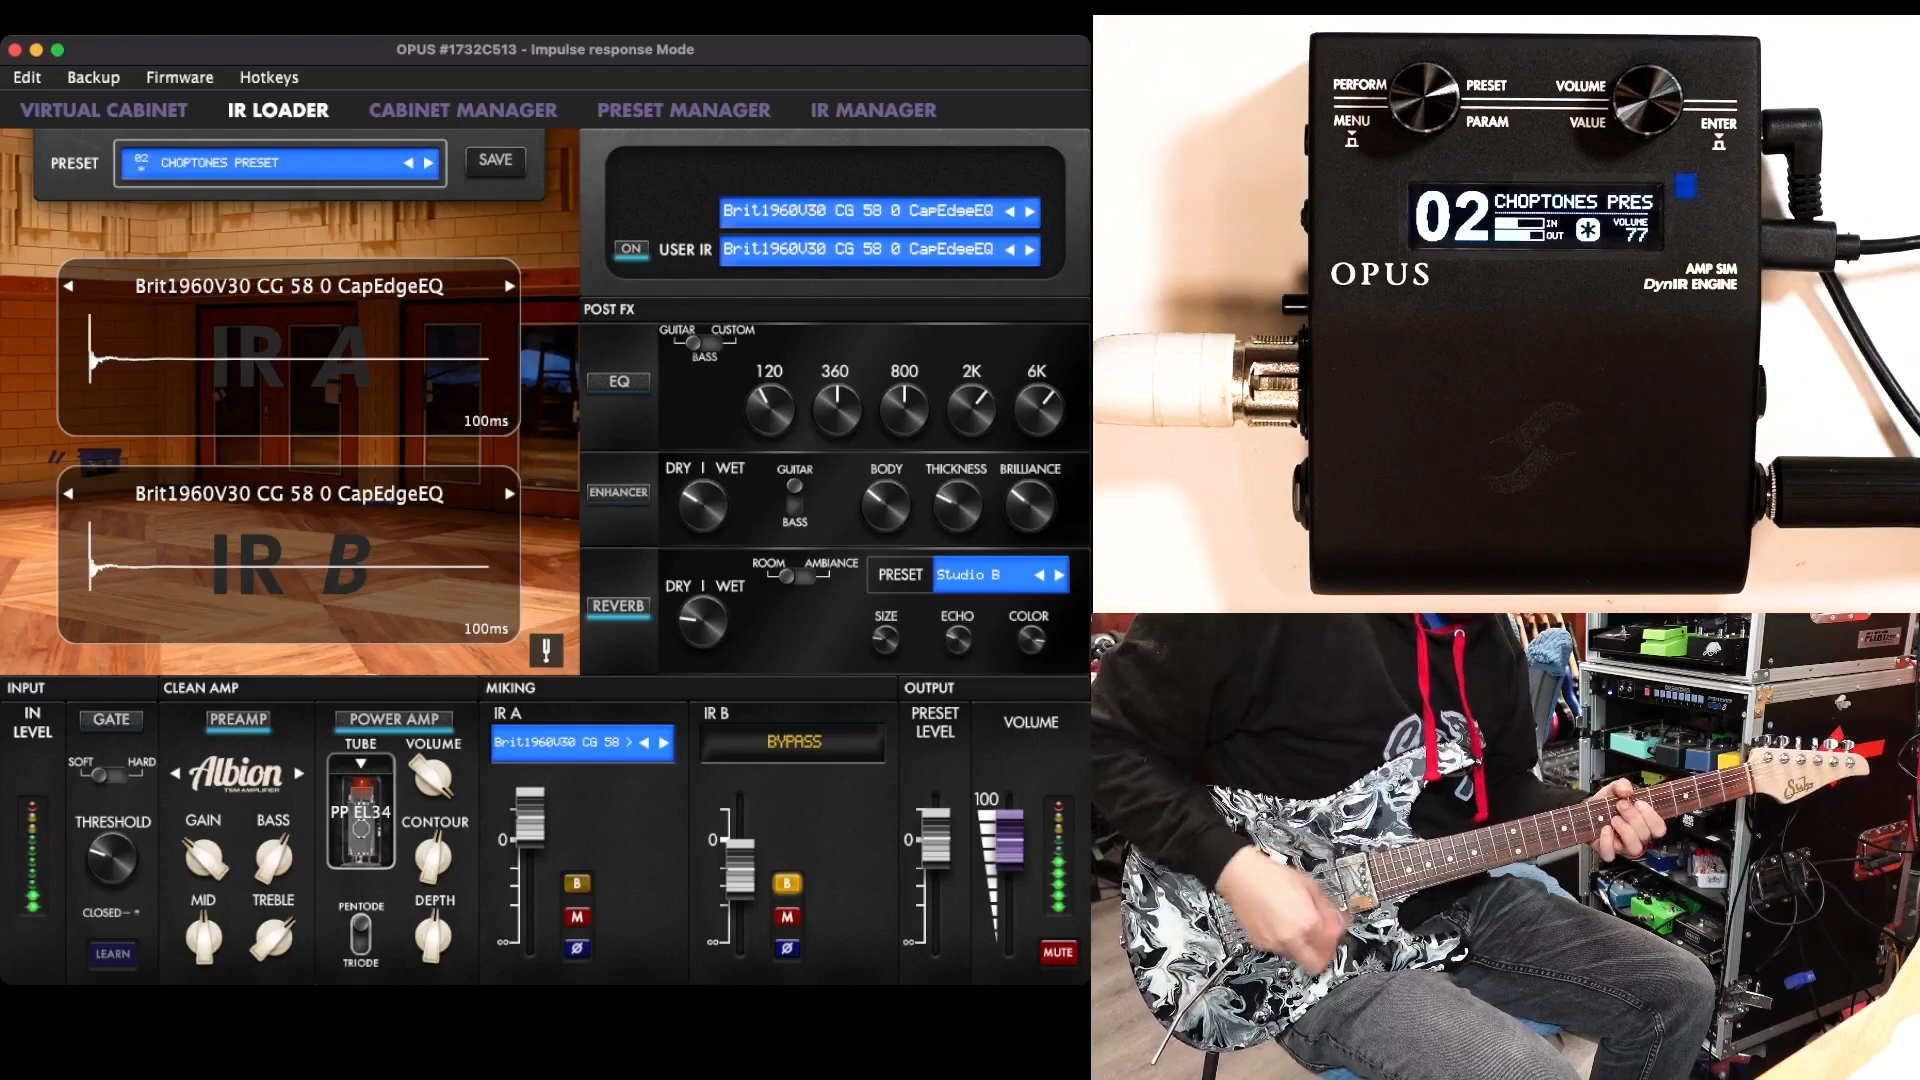 OPUS #1732C513 - Impulse response Mode
Edit Backup Firmware Hotkeys
VIRTUAL CABINET IR LOADER CABINET MANAGER PRESET MANAGER IR MANAGER
PRESET 02 * CHOPTONES PRESET SAVE
Brit1960V30 CG 58 0 CapEdgeEQ
IR A
100ms
Brit1960V30 CG 58 0 CapEdgeEQ
IR B
100ms
Brit1960V30 CG 58 0 CapEdgeEQ
ON USER IR Brit1960V30 CG 58 0 CapEdgeEQ
POST FX
GUITAR CUSTOM
BASS
EQ
120 360 800 2K 6K
DRY | WET GUITAR BODY THICKNESS BRILLIANCE
ENHANCER
BASS
ROOM AMBIANCE
DRY | WET PRESET Studio B
REVERB
SIZE ECHO COLOR
INPUT CLEAN AMP MIKING OUTPUT
IN LEVEL
GATE
SOFT HARD
THRESHOLD
CLOSED
LEARN
PREAMP
Albion
TSM AMPLIFIER
GAIN BASS
MID TREBLE
POWER AMP
TUBE VOLUME
PP EL34
CONTOUR
PENTODE DEPTH
TRIODE
IR A
Brit1960V30 CG 58 >
0
B
M
Ø
∞
IR B
BYPASS
0
B
M
Ø
∞
PRESET LEVEL
0
∞
VOLUME
100
MUTE
PERFORM PRESET VOLUME
MENU PARAM VALUE ENTER
02 CHOPTONES PRES
IN
OUT
VOLUME
77
OPUS
AMP SIM
DynIR ENGINE
Suhr